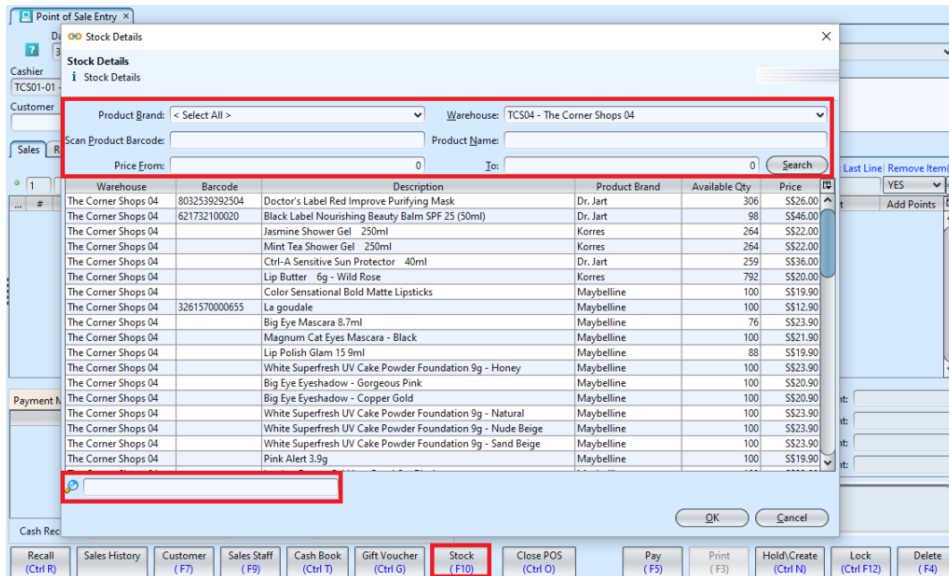 Point of Sale Entry ×
Stock Details
Cashier
TCS01-01 -
Customer
Sales
Stock Details
Stock Details
Product Brand: < Select All > Warehouse: TCS04 - The Corner Shops 04
Scan Product Barcode: Product Name:
Price From: 0 To: 0 Search
Last Line Remove Item(
1 YES
Warehouse Barcode Description Product Brand Available Qty Price
... # Add Points
The Corner Shops 04 8032539292504 Doctor's Label Red Improve Purifying Mask Dr. Jart 306 S$26.00
The Corner Shops 04 621732100020 Black Label Nourishing Beauty Balm SPF 25 (50ml) Dr. Jart 98 S$46.00
The Corner Shops 04 Jasmine Shower Gel 250ml Korres 264 S$22.00
The Corner Shops 04 Mint Tea Shower Gel 250ml Korres 264 S$22.00
The Corner Shops 04 Ctrl-A Sensitive Sun Protector 40ml Dr. Jart 259 S$36.00
The Corner Shops 04 Lip Butter 6g - Wild Rose Korres 792 S$20.00
The Corner Shops 04 Color Sensational Bold Matte Lipsticks Maybelline 100 S$19.90
The Corner Shops 04 3261570000655 La goudale Maybelline 100 S$12.90
The Corner Shops 04 Big Eye Mascara 8.7ml Maybelline 76 S$23.90
The Corner Shops 04 Magnum Cat Eyes Mascara - Black Maybelline 100 S$21.90
The Corner Shops 04 Lip Polish Glam 15 9ml Maybelline 88 S$19.90
The Corner Shops 04 White Superfresh UV Cake Powder Foundation 9g - Honey Maybelline 100 S$23.90
The Corner Shops 04 Big Eye Eyeshadow - Gorgeous Pink Maybelline 100 S$20.90
The Corner Shops 04 Big Eye Eyeshadow - Copper Gold Maybelline 100 S$20.90
The Corner Shops 04 White Superfresh UV Cake Powder Foundation 9g - Natural Maybelline 100 S$23.90
The Corner Shops 04 White Superfresh UV Cake Powder Foundation 9g - Nude Beige Maybelline 100 S$23.90
The Corner Shops 04 White Superfresh UV Cake Powder Foundation 9g - Sand Beige Maybelline 100 S$23.90
The Corner Shops 04 Pink Alert 3.9g Maybelline 100 S$19.90
Payment
OK Cancel
Cash Rec
Recall Sales History Customer Sales Staff Cash Book Gift Voucher Stock Close POS Pay Print Hold\Create Lock Delete
(Ctrl R) ( F7) ( F9) (Ctrl T) (Ctrl G) ( F10) (Ctrl O) ( F5) ( F3) (Ctrl N) (Ctrl F12) ( F4)